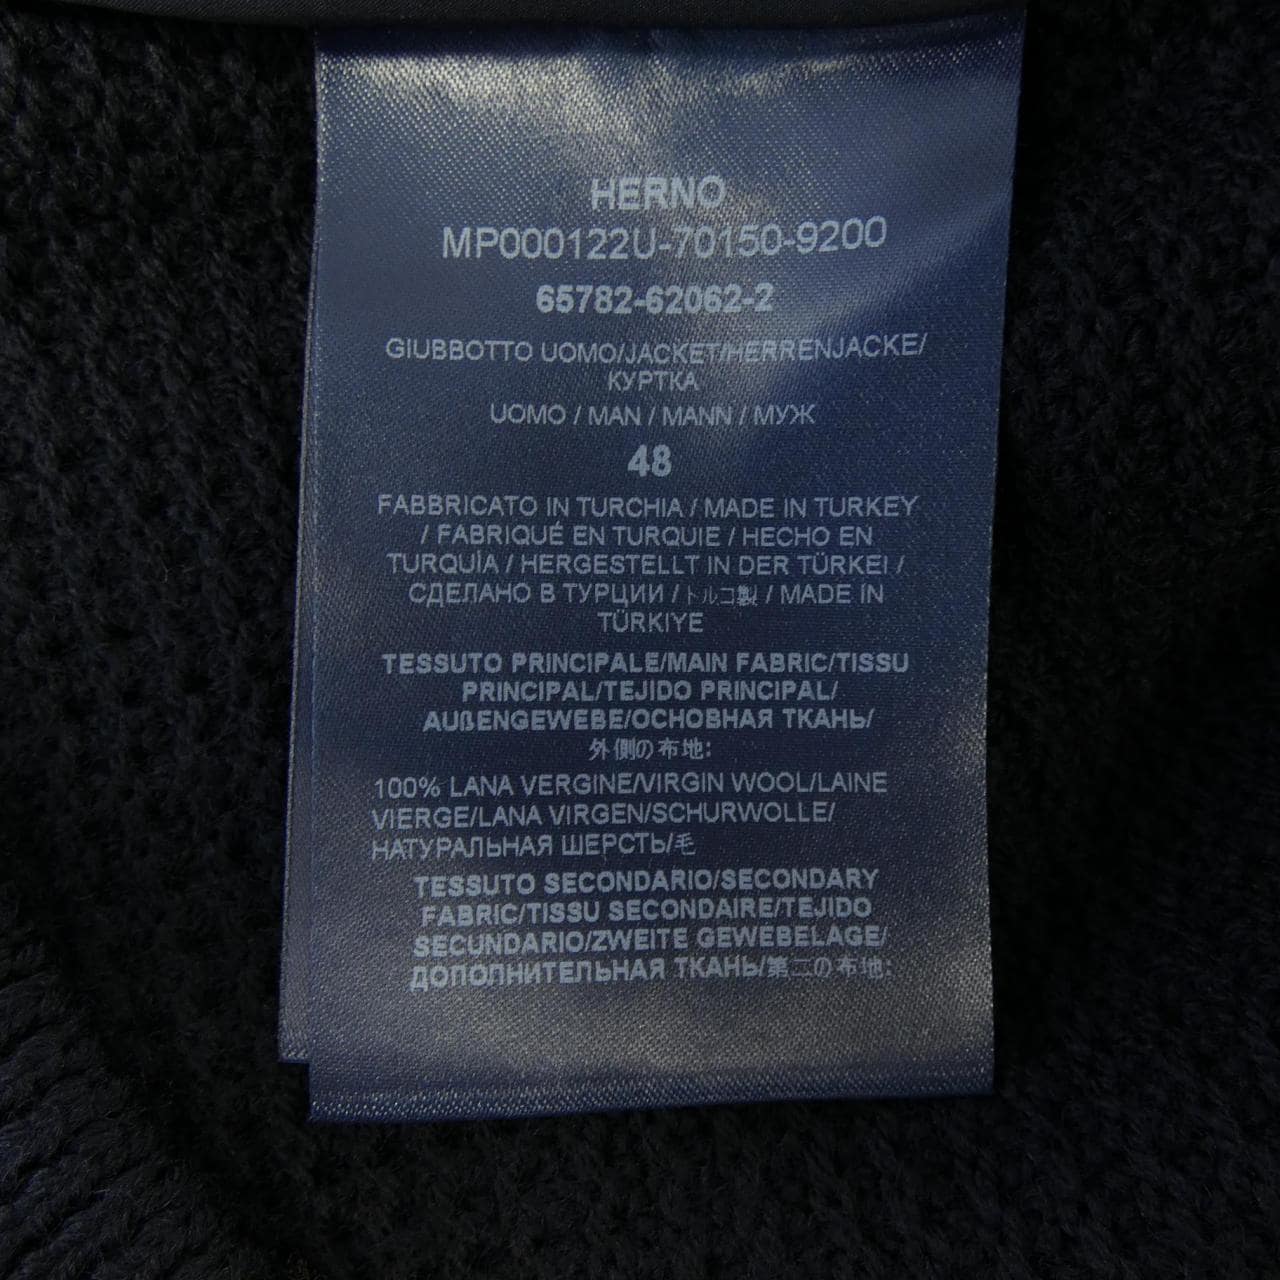 HERNO
MP000122U-70150-9200
65782-62062-2
GIUBBOTTO UOMO/JACKET/HERRENJACKE/
КУРТКА
UOMO / MAN / MANN / МУЖ
48
FABBRICATO IN TURCHIA / MADE IN TURKEY
/ FABRIQUÉ EN TURQUIE / HECHO EN
TURQUÌA / HERGESTELLT IN DER TÜRKEI /
СДЕЛАНО В ТУРЦИИ / トルコ製 / MADE IN
TÜRKIYE
TESSUTO PRINCIPALE/MAIN FABRIC/TISSU
PRINCIPAL/TEJIDO PRINCIPAL/
AUßENGEWEBE/ОСНОВНАЯ ТКАНЬ/
外側の布地:
100% LANA VERGINE/VIRGIN WOOL/LAINE
VIERGE/LANA VIRGEN/SCHURWOLLE/
НАТУРАЛЬНАЯ ШЕРСТЬ/毛
TESSUTO SECONDARIO/SECONDARY
FABRIC/TISSU SECONDAIRE/TEJIDO
SECUNDARIO/ZWEITE GEWEBELAGE/
ДОПОЛНИТЕЛЬНАЯ ТКАНЬ/第二の布地: